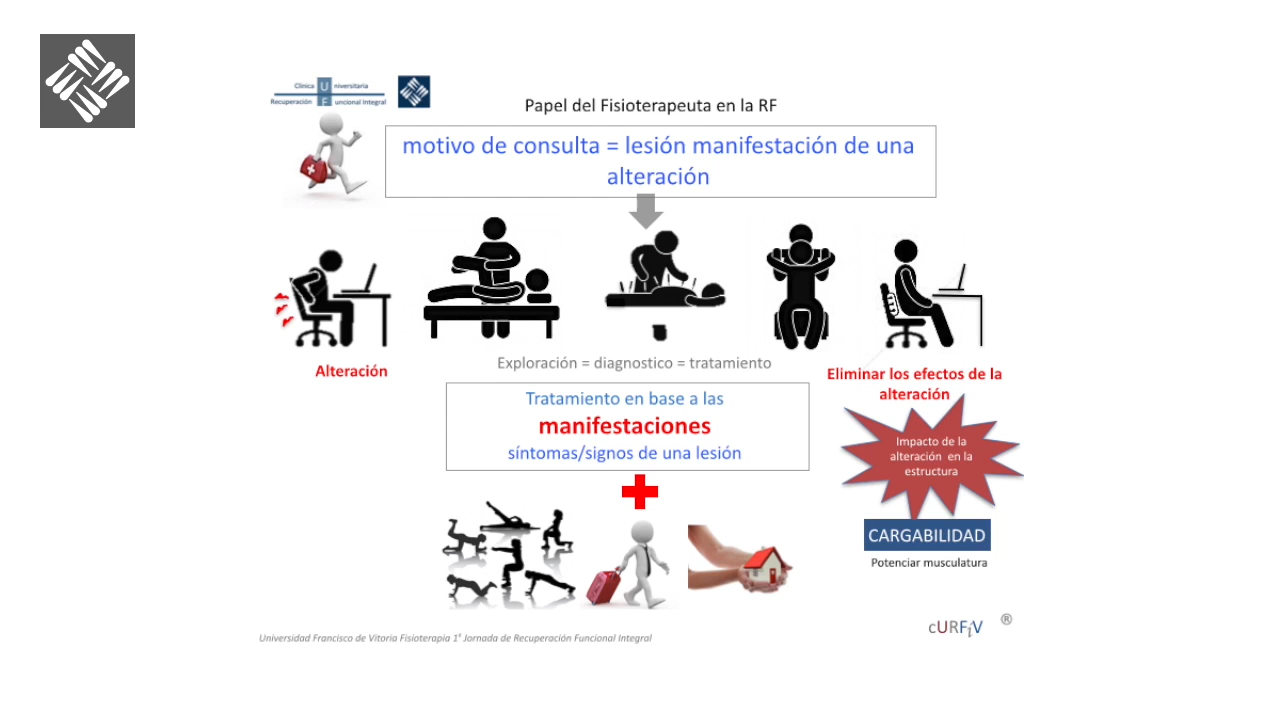 Clínica Universitaria
Recuperación Funcional Integral
Papel del Fisioterapeuta en la RF
motivo de consulta = lesión manifestación de una
alteración
Alteración
Exploración = diagnostico = tratamiento
Eliminar los efectos de la
alteración
Tratamiento en base a las
manifestaciones
síntomas/signos de una lesión
Impacto de la
alteración en la
estructura
CARGABILIDAD
Potenciar musculatura
cURFiV ®
Universidad Francisco de Vitoria Fisioterapia 1ª Jornada de Recuperación Funcional Integral